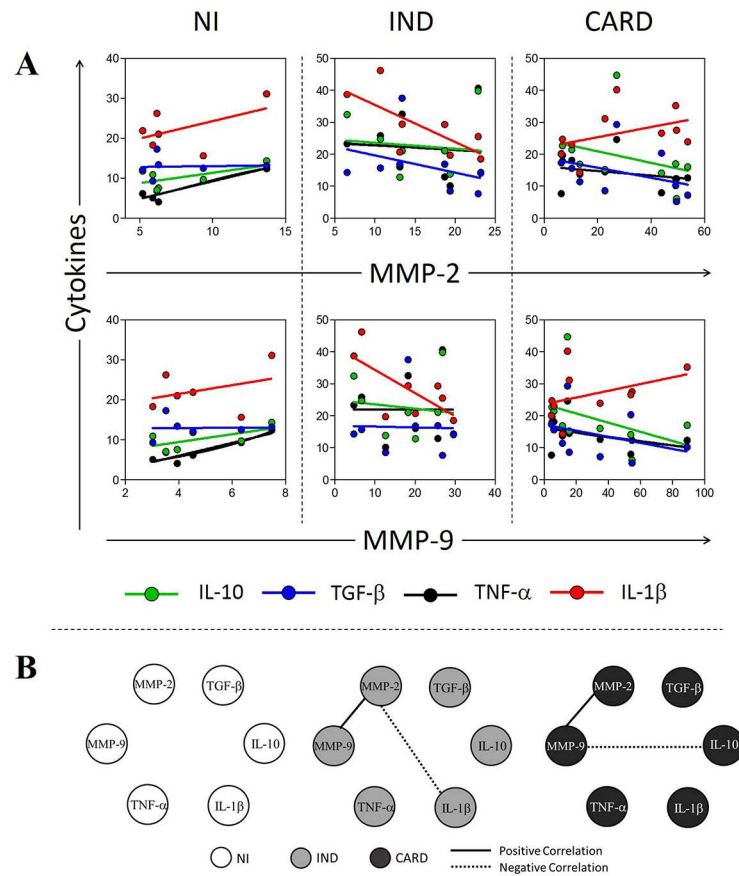 NI IND CARD
A
Cytokines
40
30
20
10
0
0 5 10 15
50
40
30
20
10
0
5 10 15 20 25
50
40
30
20
10
0
0 20 40 60
MMP-2
40
30
20
10
0
2 4 6 8
50
40
30
20
10
0
0 10 20 30
50
40
30
20
10
0
0 20 40 60 80 100
MMP-9
IL-10 TGF-β TNF-α IL-1β
B
MMP-2 TGF-β MMP-2 TGF-β MMP-2 TGF-β
MMP-9 IL-10 MMP-9 IL-10 MMP-9 IL-10
TNF-α IL-1β TNF-α IL-1β TNF-α IL-1β
NI IND CARD Positive Correlation
Negative Correlation